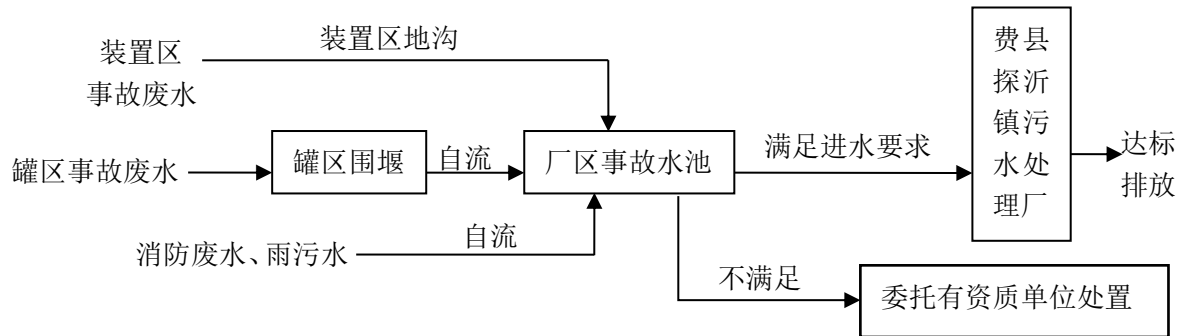 装置区
事故废水
装置区地沟
罐区事故废水
罐区围堰
自流
厂区事故水池
满足进水要求
费县
探沂
镇污
水处
理厂
达标
排放
消防废水、雨污水
自流
不满足
委托有资质单位处置